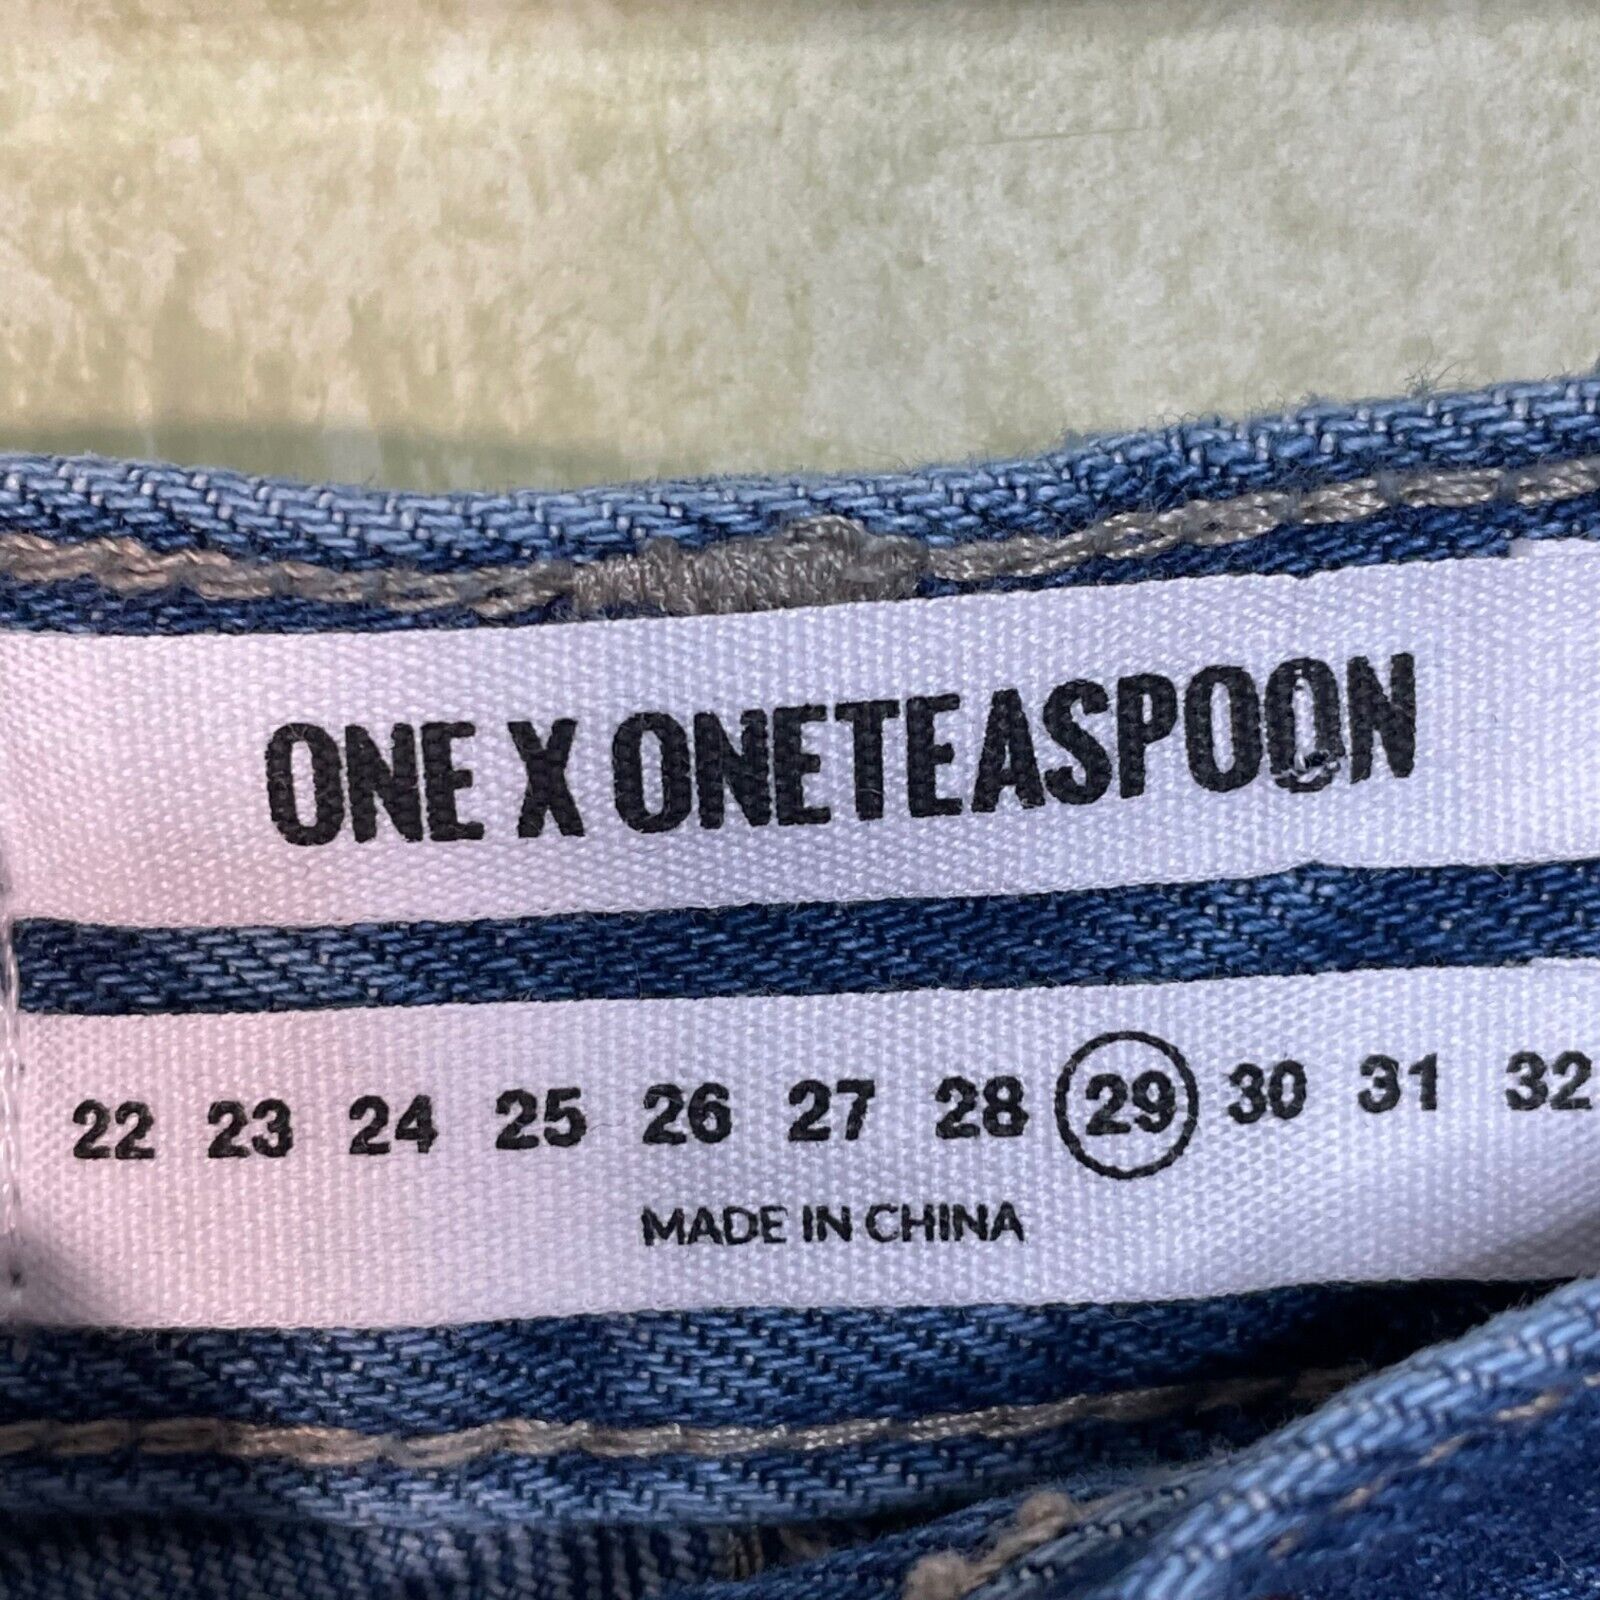 ONE X ONETEASPOON
22 23 24 25 26 27 28 29 30 31 32
MADE IN CHINA